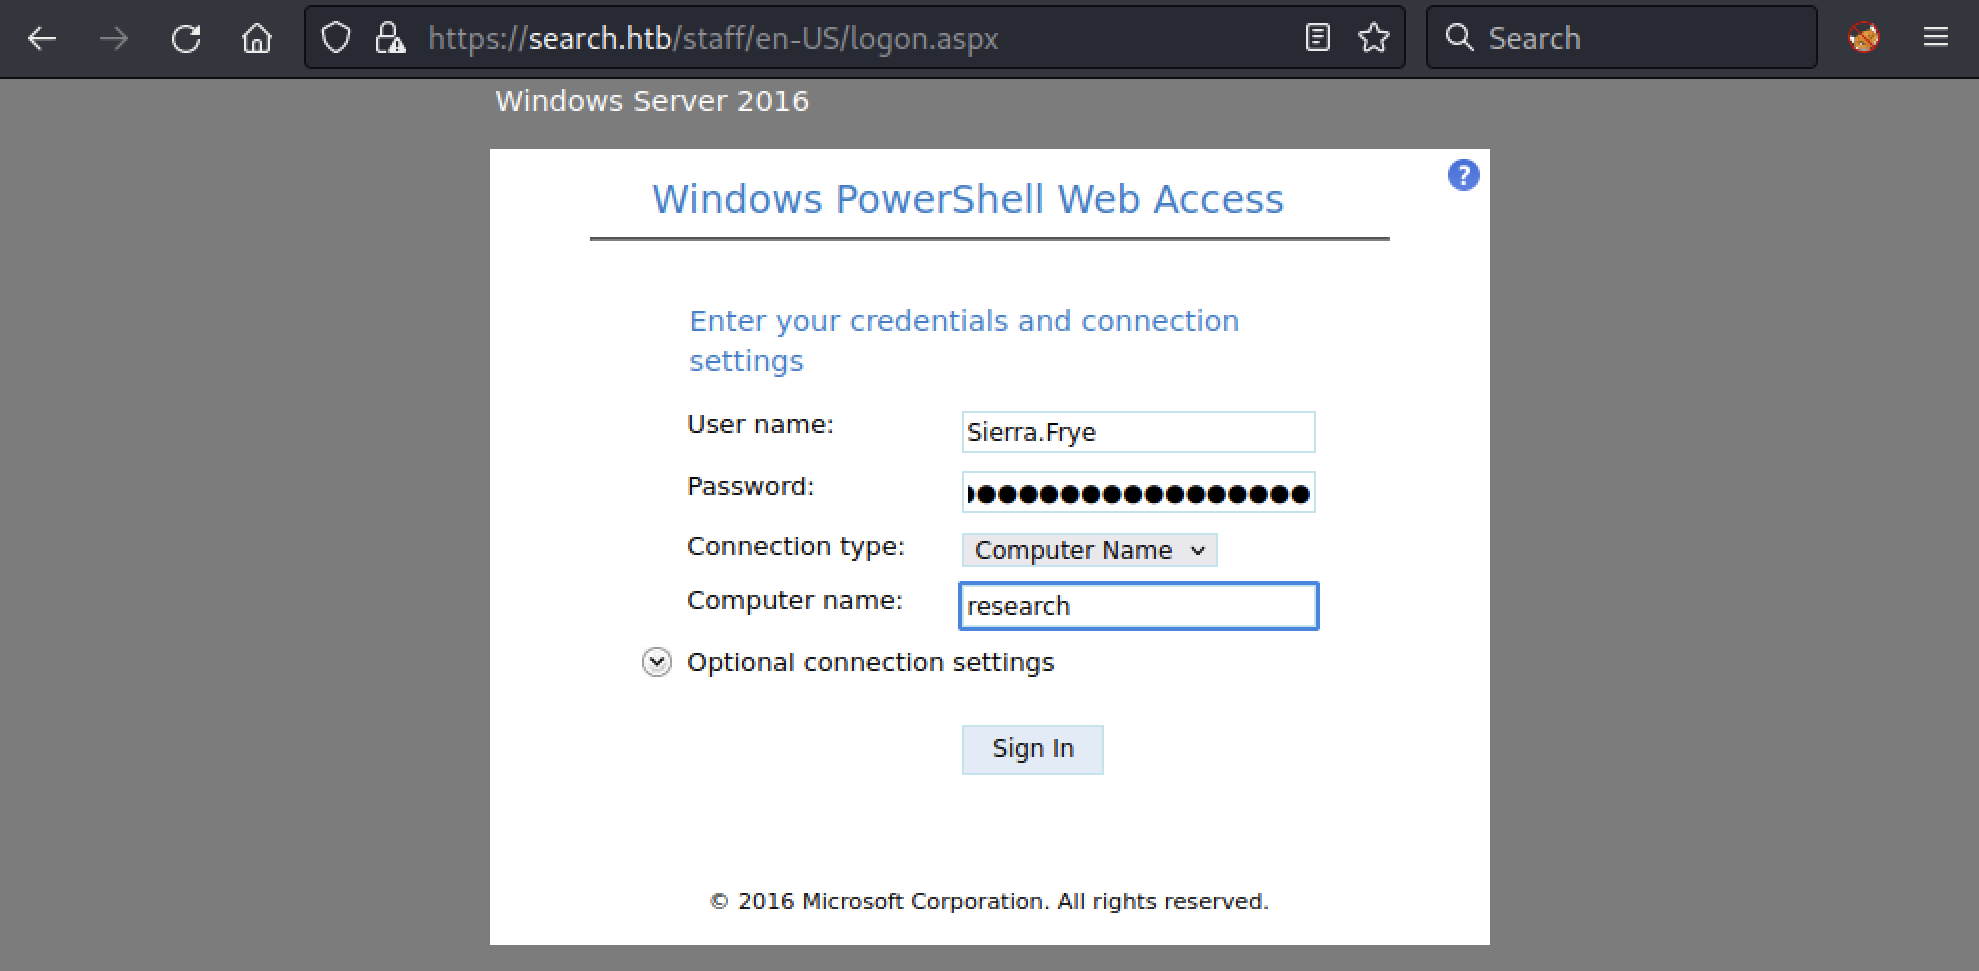 https://search.htb/staff/en-US/logon.aspx
Search
Windows Server 2016
?
Windows PowerShell Web Access
Enter your credentials and connection
settings
User name:
Sierra.Frye
Password:
Connection type:
Computer Name
Computer name:
research
Optional connection settings
Sign In
© 2016 Microsoft Corporation. All rights reserved.